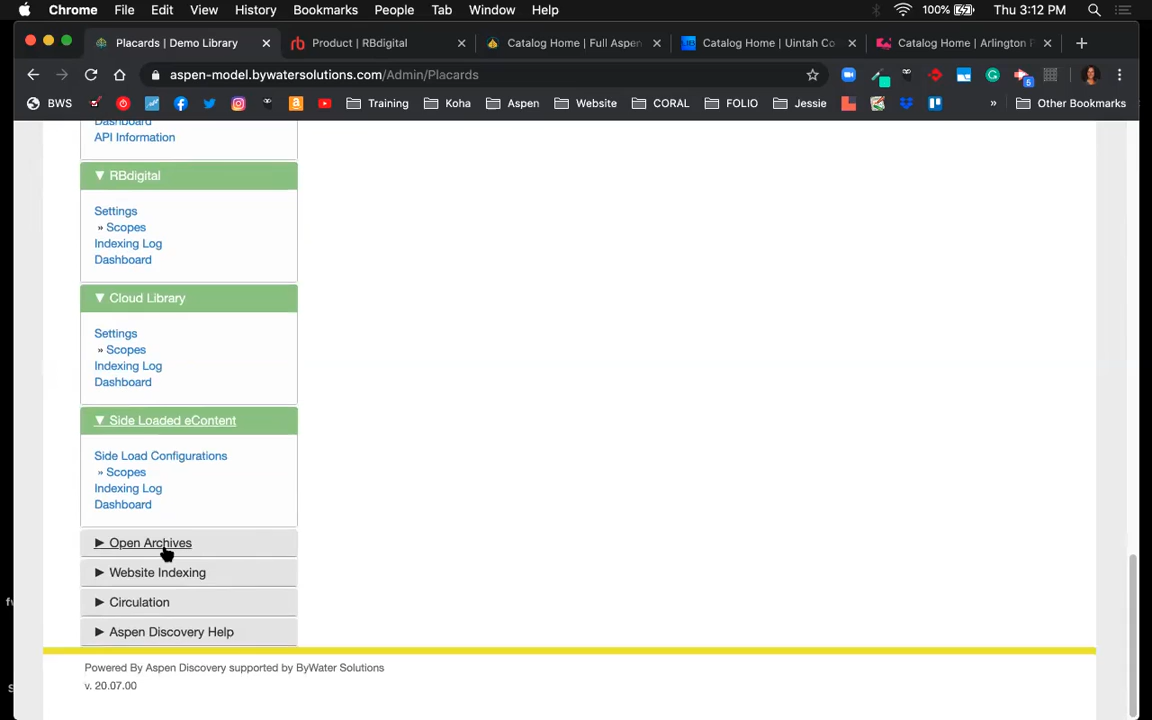 Chrome File Edit View History Bookmarks People Tab Window Help 100% Thu 3:12 PM
Placards | Demo Library Product | RBdigital Catalog Home | Full Aspen Catalog Home | Uintah Co Catalog Home | Arlington
aspen-model.bywatersolutions.com/Admin/Placards 5
BWS Training Koha Aspen Website CORAL FOLIO Jessie » Other Bookmarks
Dashboard
API Information
▼ RBdigital
Settings
» Scopes
Indexing Log
Dashboard
▼ Cloud Library
Settings
» Scopes
Indexing Log
Dashboard
▼ Side Loaded eContent
Side Load Configurations
» Scopes
Indexing Log
Dashboard
▶ Open Archives
▶ Website Indexing
▶ Circulation
▶ Aspen Discovery Help
Powered By Aspen Discovery supported by ByWater Solutions
v. 20.07.00